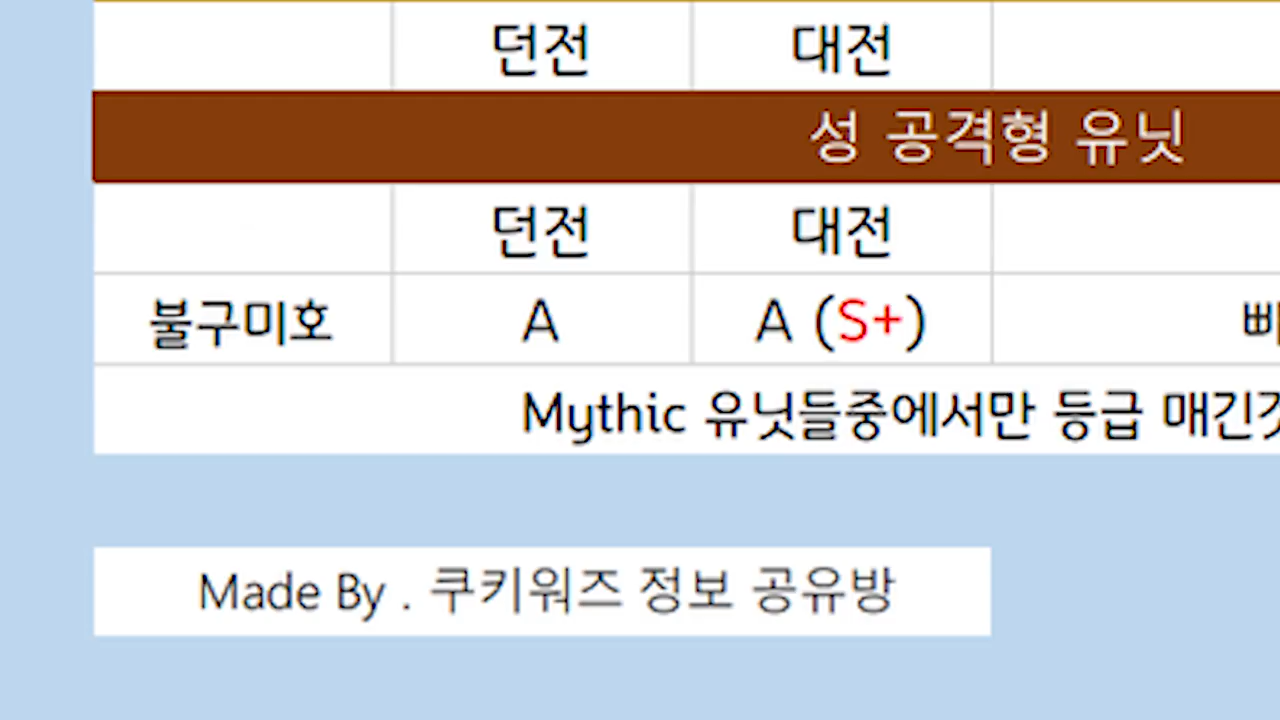 던전 대전
성 공격형 유닛
던전 대전
불구미호 A A (S+)
Mythic 유닛들중에서만 등급
Made By . 쿠키워즈 정보 공유방